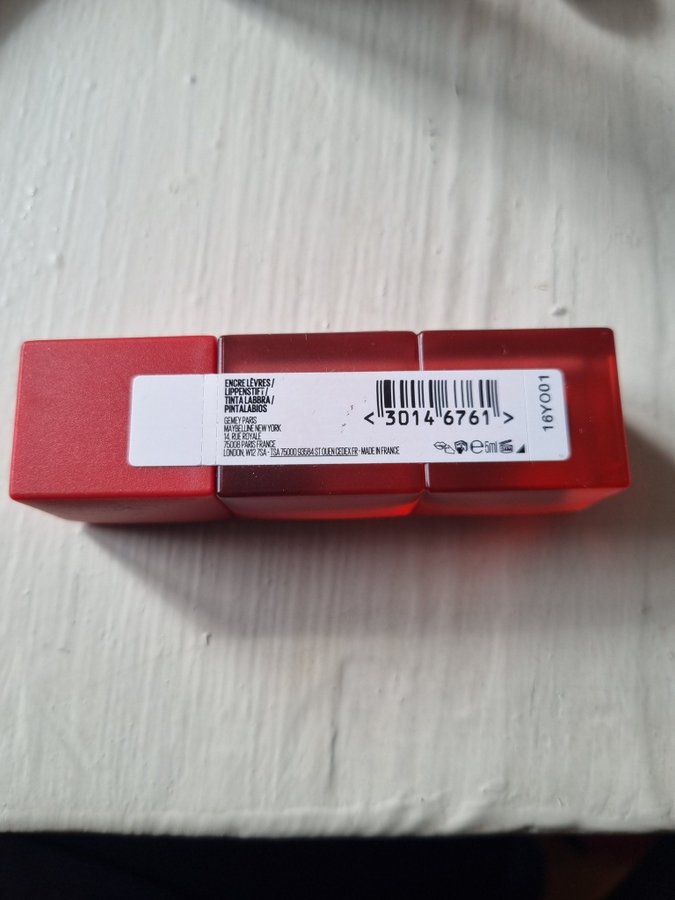 ENCRE LÈVRES /
LIPPENSTIFT /
TINTA LABBRA /
PINTALABIOS
GEMEY PARIS
MAYBELLINE NEW YORK
14, RUE ROYALE
75008 PARIS FRANCE
LONDON, W12 7SA - TSA 75000 93584 ST OUEN CEDEX.FR - MADE IN FRANCE
< 3014 6761 >
e 5ml
16YO01